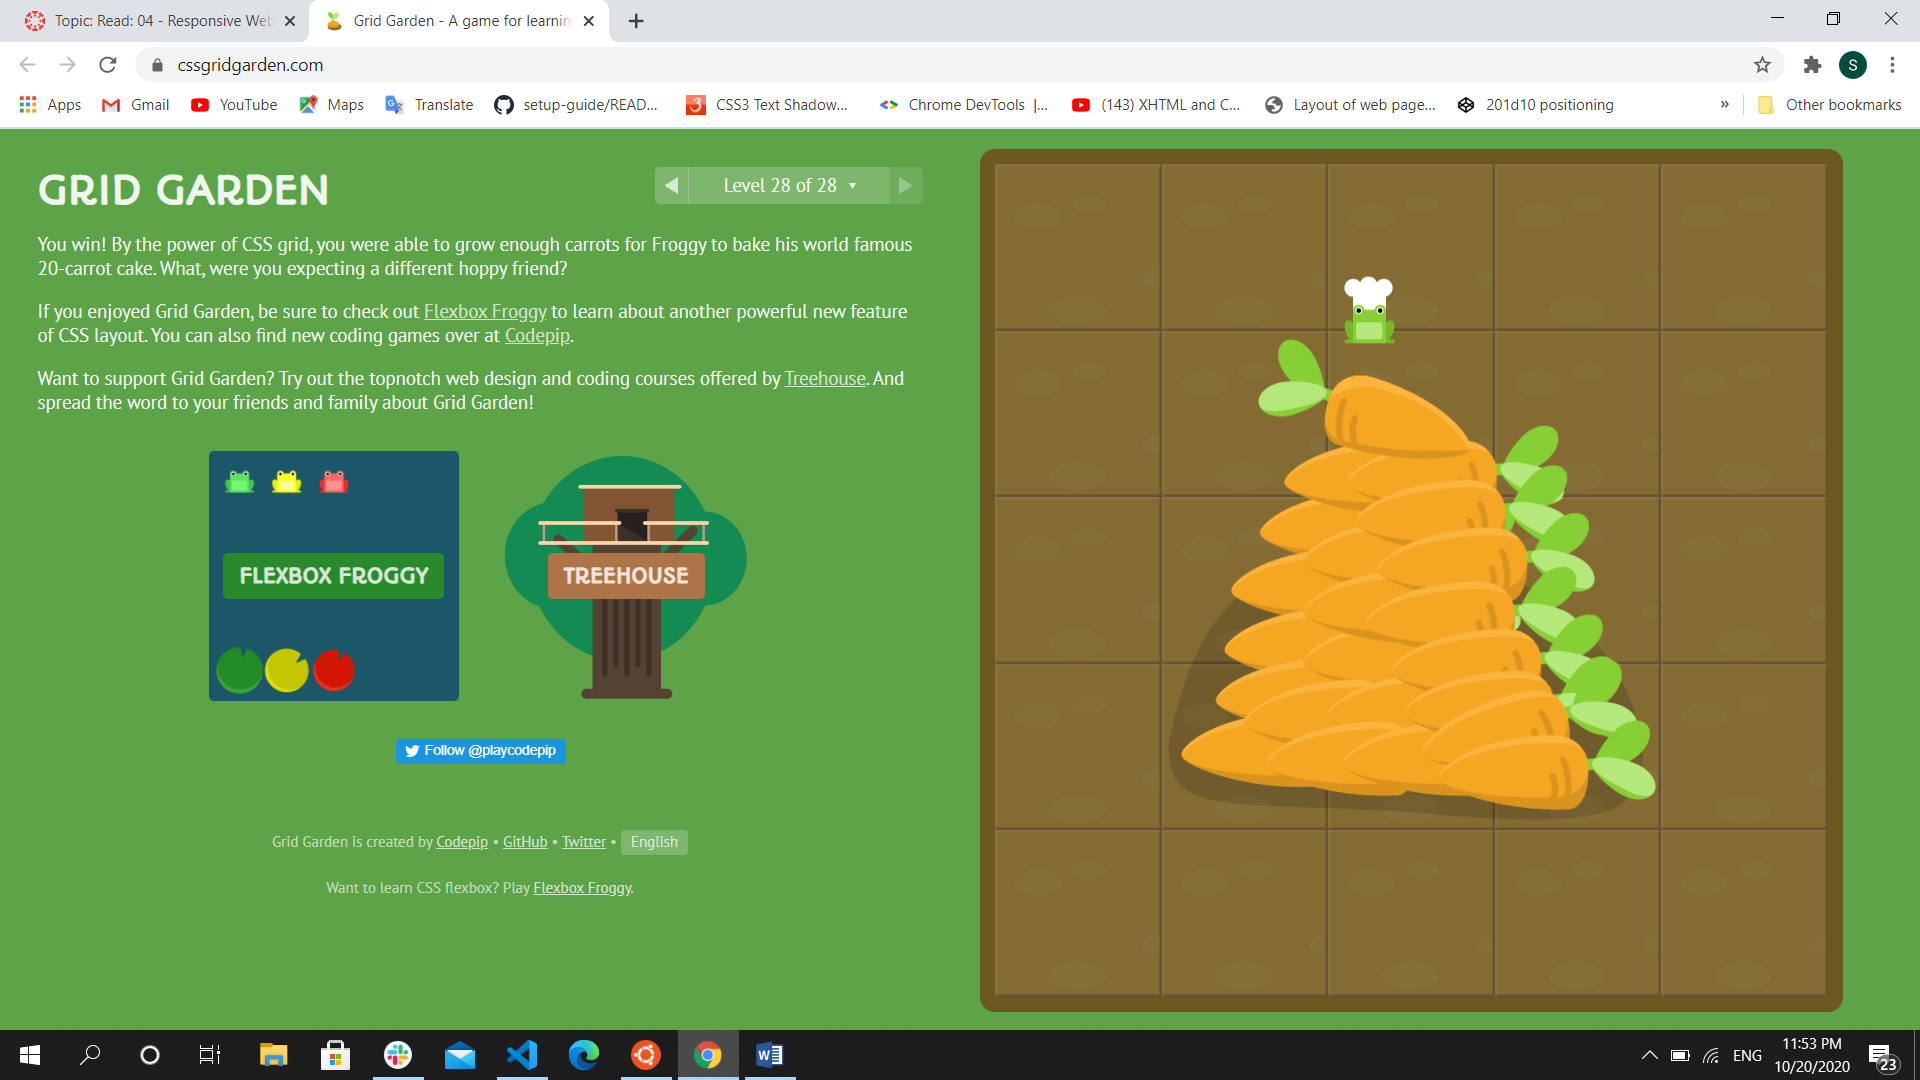 Topic: Read: 04 - Responsive Web
Grid Garden - A game for learnin
cssgridgarden.com
S
Apps
Gmail
YouTube
Maps
Translate
setup-guide/READ...
CSS3 Text Shadow...
Chrome DevTools |...
(143) XHTML and C...
Layout of web page...
201d10 positioning
»
Other bookmarks
GRID GARDEN
Level 28 of 28
You win! By the power of CSS grid, you were able to grow enough carrots for Froggy to bake his world famous
20-carrot cake. What, were you expecting a different hoppy friend?
If you enjoyed Grid Garden, be sure to check out Flexbox Froggy to learn about another powerful new feature
of CSS layout. You can also find new coding games over at Codepip.
Want to support Grid Garden? Try out the topnotch web design and coding courses offered by Treehouse. And
spread the word to your friends and family about Grid Garden!
FLEXBOX FROGGY
TREEHOUSE
Follow @playcodepip
Grid Garden is created by Codepip • GitHub • Twitter • English
Want to learn CSS flexbox? Play Flexbox Froggy.
ENG
11:53 PM
10/20/2020
23